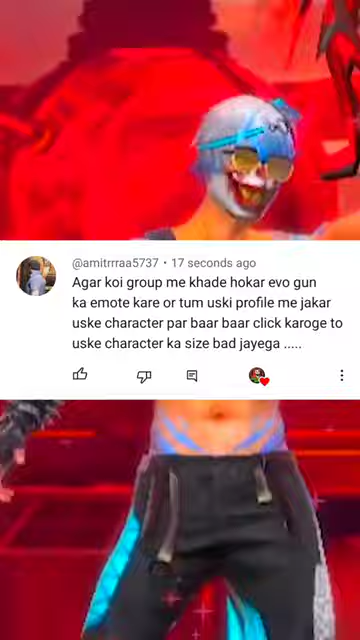 @amitrrraa5737 • 17 seconds ago
Agar koi group me khade hokar evo gun
ka emote kare or tum uski profile me jakar
uske character par baar baar click karoge to
uske character ka size bad jayega .....